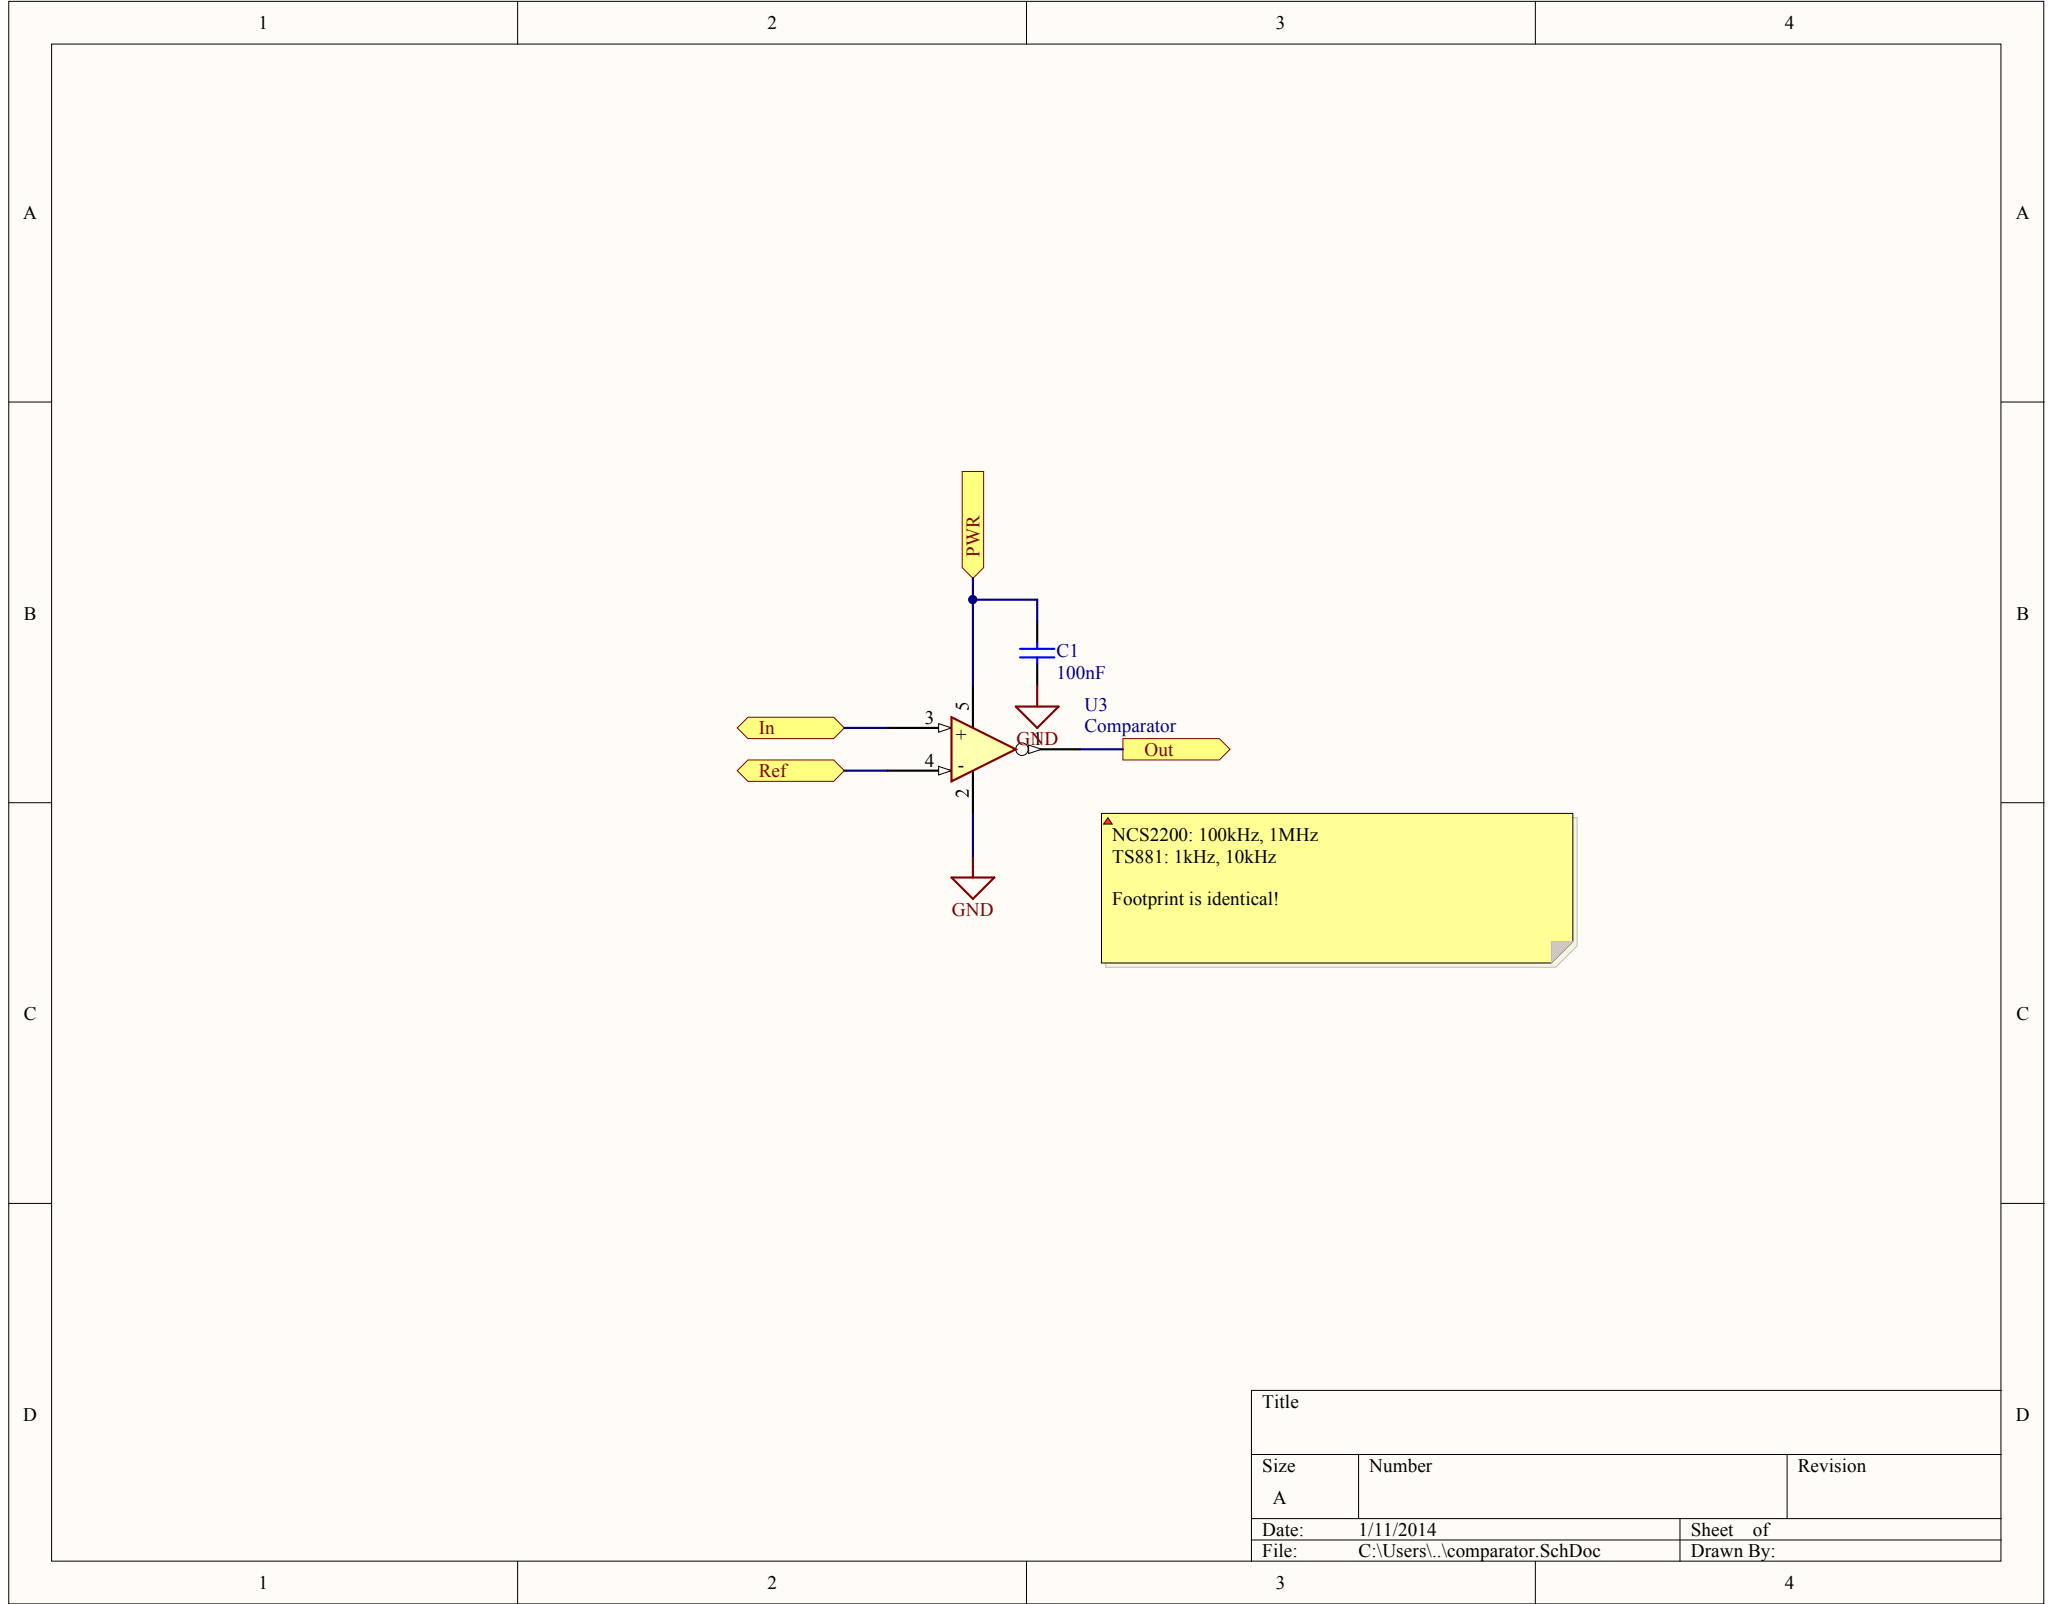 1 2 3 4
A A
PWR
B B
C1
100nF
5 U3
3 Comparator
In + GND 1
Out
4
Ref -
2
NCS2200: 100kHz, 1MHz
TS881: 1kHz, 10kHz
Footprint is identical!
GND
C C
Title
D D
Size Number Revision
A
Date: 1/11/2014 Sheet of
File: C:\Users\..\comparator.SchDoc Drawn By:
1 2 3 4